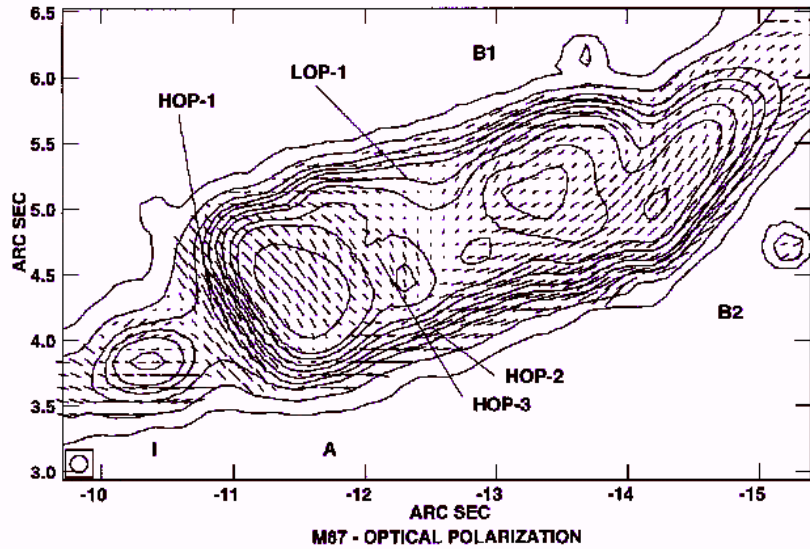 6.5
B1
LOP-1
6.0
HOP-1
5.5
5.0
ARC SEC
4.5
B2
4.0
HOP-2
HOP-3
3.5
I
A
3.0
-10
-11
-12
-13
-14
-15
ARC SEC
M87 - OPTICAL POLARIZATION